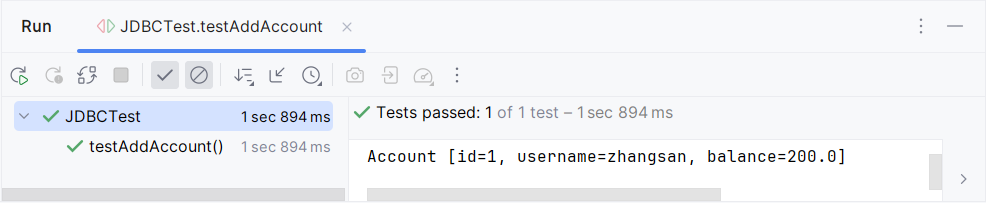 Run JDBCTest.testAddAccount
JDBCTest 1 sec 894 ms
testAddAccount() 1 sec 894 ms
Tests passed: 1 of 1 test – 1 sec 894 ms
Account [id=1, username=zhangsan, balance=200.0]